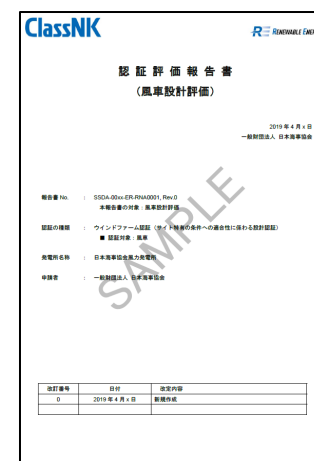 ClassNK
RENEWABLE ENER
認 証 評 価 報 告 書
（風車設計評価）
2019 年 4 月 x 日
一般財団法人 日本海事協会
報告書 No. : SSDA-00xx-ER-RNA0001, Rev.0
本報告書の対象：風車設計評価
認証の種類 : ウインドファーム認証（サイト特有の条件への適合性に係わる設計認証）
■ 認証対象：風車
発電所名称 : 日本海事協会風力発電所
申請者 : 一般財団法人 日本海事協会
SAMPLE
改訂番号 日付 改定内容
0 2019 年 4 月 x 日 新規作成